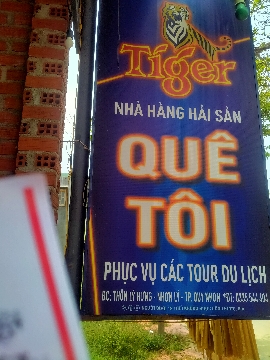 Tiger
NHÀ HÀNG HẢI SẢN
QUÊ
TÔI
PHỤC VỤ CÁC TOUR DU LỊCH
ĐC: THÔN LÝ HƯNG - NHƠN LÝ - TP. QUY NHƠN